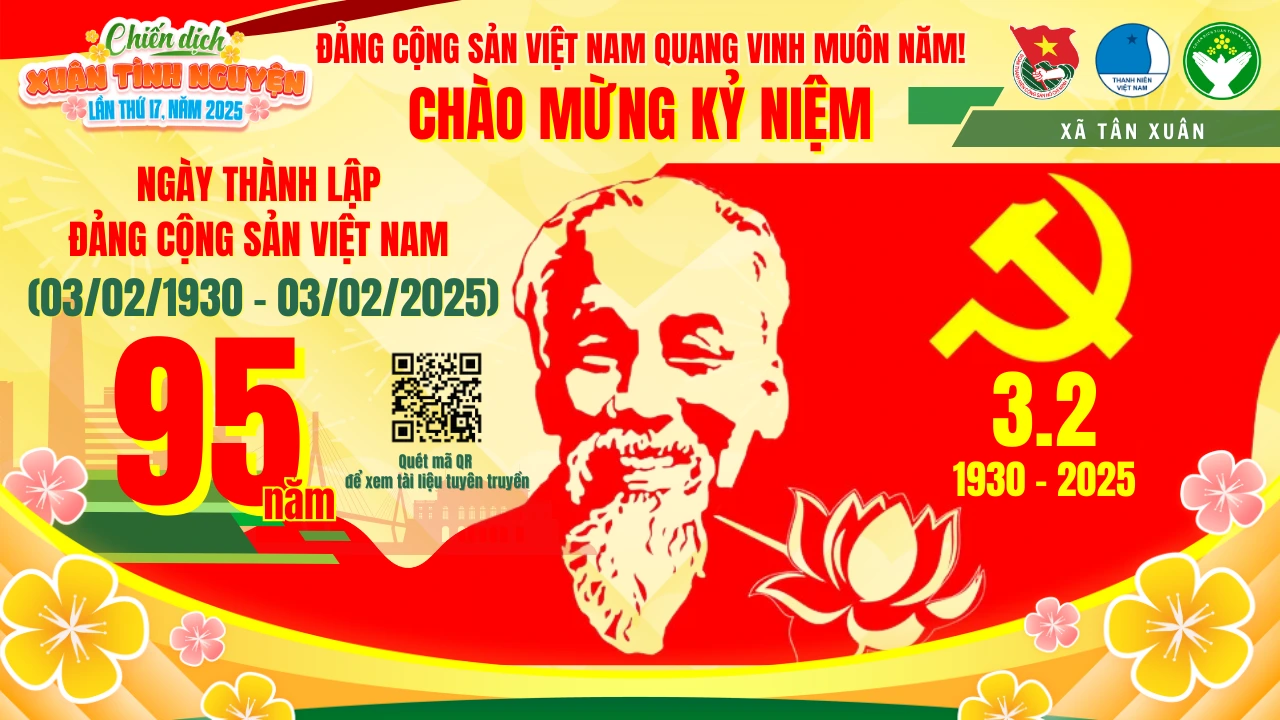 Chiến dịch
XUÂN TÌNH NGUYỆN
LẦN THỨ 17, NĂM 2025
ĐẢNG CỘNG SẢN VIỆT NAM QUANG VINH MUÔN NĂM!
CHÀO MỪNG KỶ NIỆM
THANH NIÊN
VIỆT NAM
XÃ TÂN XUÂN
NGÀY THÀNH LẬP
ĐẢNG CỘNG SẢN VIỆT NAM
(03/02/1930 - 03/02/2025)
95
năm
Quét mã QR
để xem tài liệu tuyên truyền
3.2
1930 - 2025